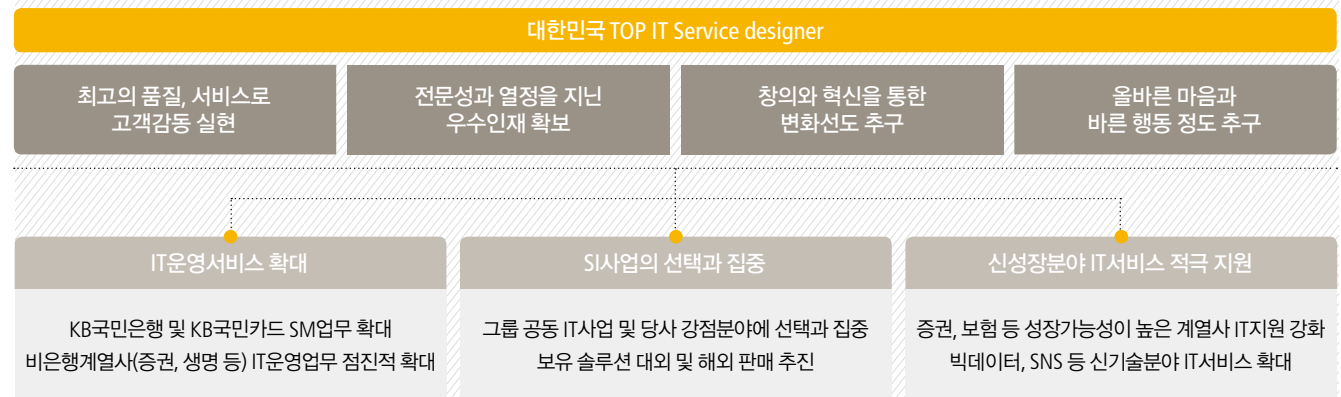 대한민국 TOP IT Service designer
최고의 품질, 서비스로
고객감동 실현
전문성과 열정을 지닌
우수인재 확보
창의와 혁신을 통한
변화선도 추구
올바른 마음과
바른 행동 정도 추구
IT운영서비스 확대
KB국민은행 및 KB국민카드 SM업무 확대
비은행계열사(증권, 생명 등) IT운영업무 점진적 확대
SI사업의 선택과 집중
그룹 공동 IT사업 및 당사 강점분야에 선택과 집중
보유 솔루션 대외 및 해외 판매 추진
신성장분야 IT서비스 적극 지원
증권, 보험 등 성장가능성이 높은 계열사 IT지원 강화
빅데이터, SNS 등 신기술분야 IT서비스 확대